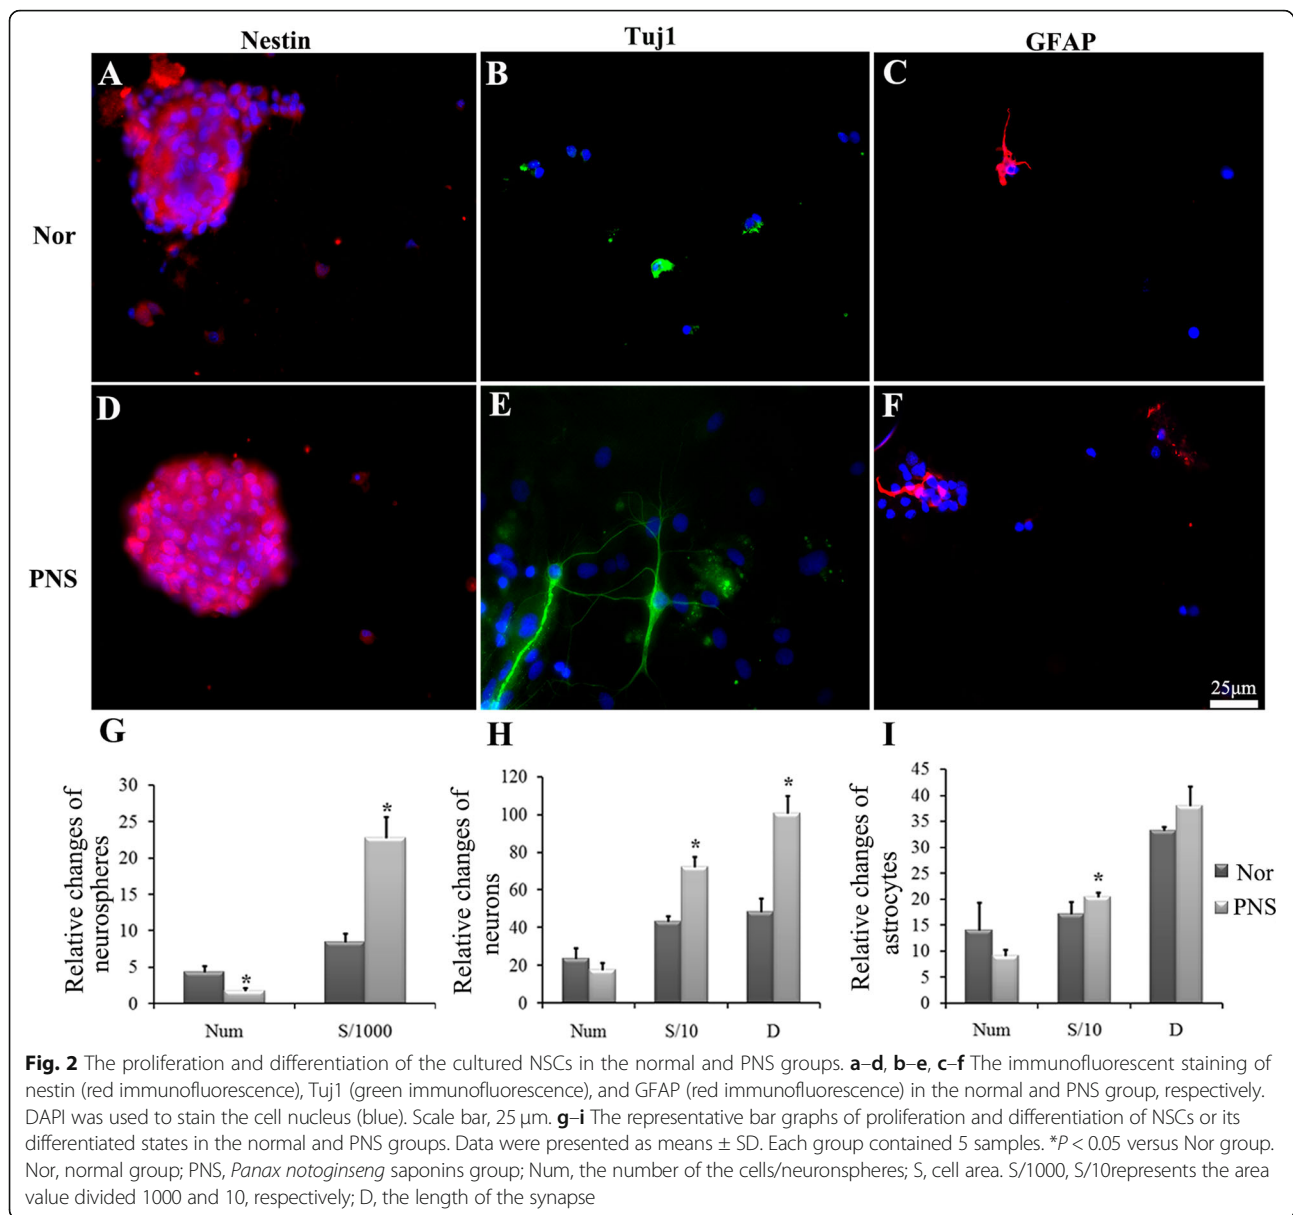 Nestin Tuj1 GFAP
A B C
Nor
D E F
PNS
25μm
G H I
Relative changes of
neurospheres
30
25
20
15
10
5
0
*
*
Num S/1000
Relative changes of
neurons
120
100
80
60
40
20
0
*
*
Num S/10 D
Relative changes of
astrocytes
45
40
35
30
25
20
15
10
5
0
*
Num S/10 D
Nor
PNS
Fig. 2 The proliferation and differentiation of the cultured NSCs in the normal and PNS groups. a–d, b–e, c–f The immunofluorescent staining of
nestin (red immunofluorescence), Tuj1 (green immunofluorescence), and GFAP (red immunofluorescence) in the normal and PNS group, respectively.
DAPI was used to stain the cell nucleus (blue). Scale bar, 25 μm. g–i The representative bar graphs of proliferation and differentiation of NSCs or its
differentiated states in the normal and PNS groups. Data were presented as means ± SD. Each group contained 5 samples. *P < 0.05 versus Nor group.
Nor, normal group; PNS, Panax notoginseng saponins group; Num, the number of the cells/neuronspheres; S, cell area. S/1000, S/10represents the area
value divided 1000 and 10, respectively; D, the length of the synapse